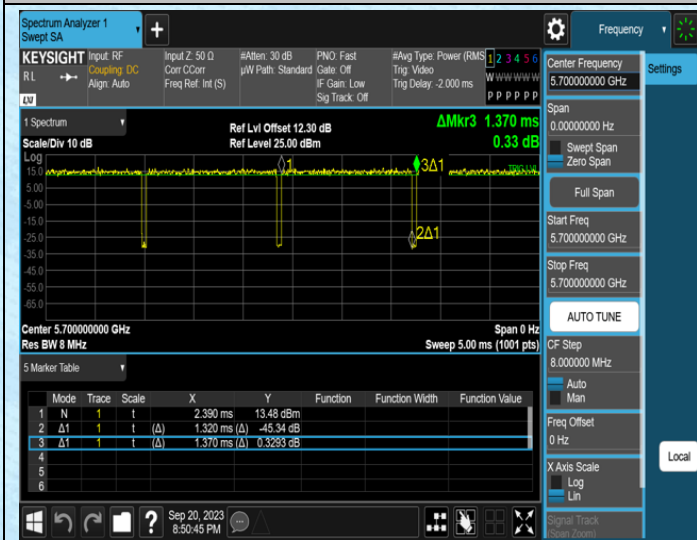 Spectrum Analyzer 1
Swept SA
Frequency
KEYSIGHT
RL
LXI
Input: RF
Coupling: DC
Align: Auto
Input Z: 50 Ω
Corr CCorr
Freq Ref: Int (S)
#Atten: 30 dB
µW Path: Standard
PNO: Fast
Gate: Off
IF Gain: Low
Sig Track: Off
#Avg Type: Power (RMS
Trig: Video
Trig Delay: -2.000 ms
1 2 3 4 5 6
W W W W W W
P P P P P P
1 Spectrum
Scale/Div 10 dB
Ref Lvl Offset 12.30 dB
Ref Level 25.00 dBm
ΔMkr3 1.370 ms
0.33 dB
Log
15.0
5.00
-5.00
-15.0
-25.0
-35.0
-45.0
-55.0
-65.0
1
3Δ1
TRIG LVL
2Δ1
Center 5.700000000 GHz
Res BW 8 MHz
Span 0 Hz
Sweep 5.00 ms (1001 pts)
5 Marker Table
Mode Trace Scale X Y Function Function Width Function Value
1 N 1 t 2.390 ms 13.48 dBm
2 Δ1 1 t (Δ) 1.320 ms (Δ) -45.34 dB
3 Δ1 1 t (Δ) 1.370 ms (Δ) 0.3293 dB
4
5
6
Sep 20, 2023
8:50:45 PM
Center Frequency
5.700000000 GHz
Settings
Span
0.00000000 Hz
Swept Span
Zero Span
Full Span
Start Freq
5.700000000 GHz
Stop Freq
5.700000000 GHz
AUTO TUNE
CF Step
8.000000 MHz
Auto
Man
Freq Offset
0 Hz
X Axis Scale
Log
Lin
Local
Signal Track
(Span Zoom)